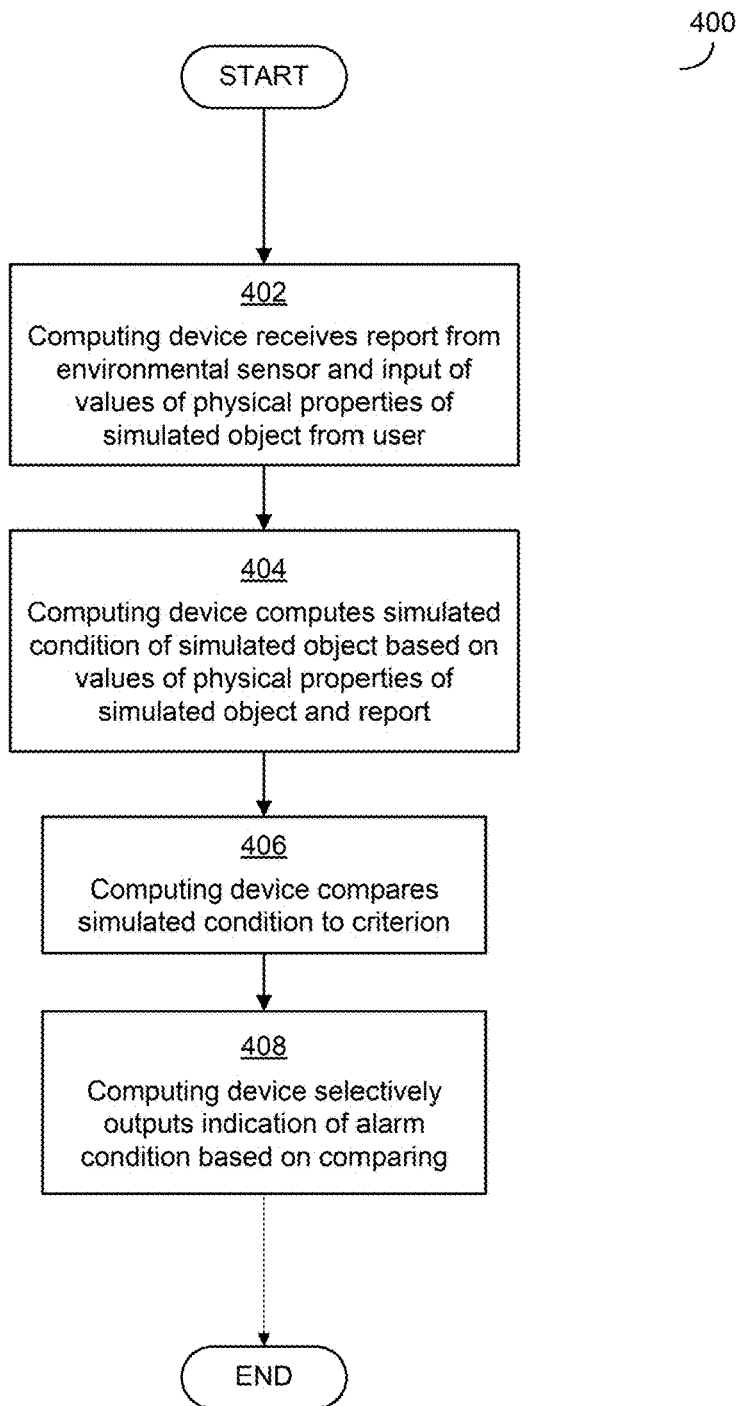 400
START
402
Computing device receives report from
environmental sensor and input of
values of physical properties of
simulated object from user
404
Computing device computes simulated
condition of simulated object based on
values of physical properties of
simulated object and report
406
Computing device compares
simulated condition to criterion
408
Computing device selectively
outputs indication of alarm
condition based on comparing
END